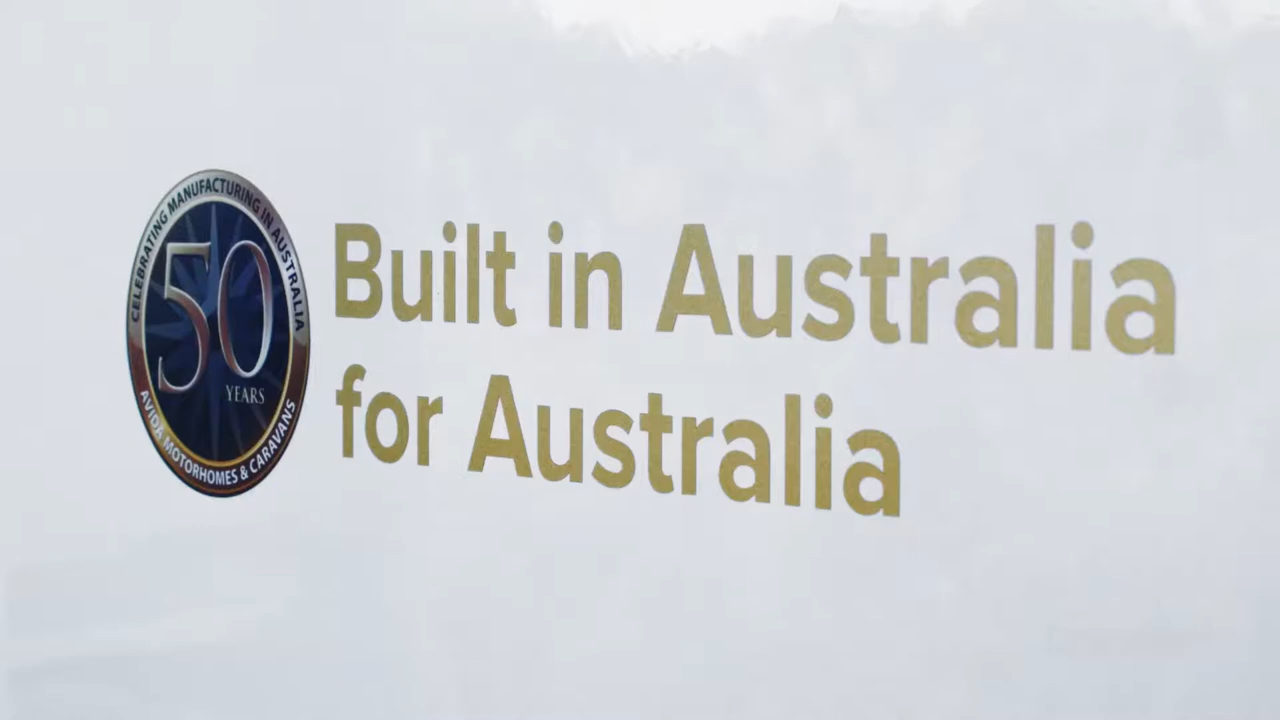 CELEBRATING MANUFACTURING IN AUSTRALIA
50
YEARS
AVIDA MOTORHOMES & CARAVANS
Built in Australia
for Australia